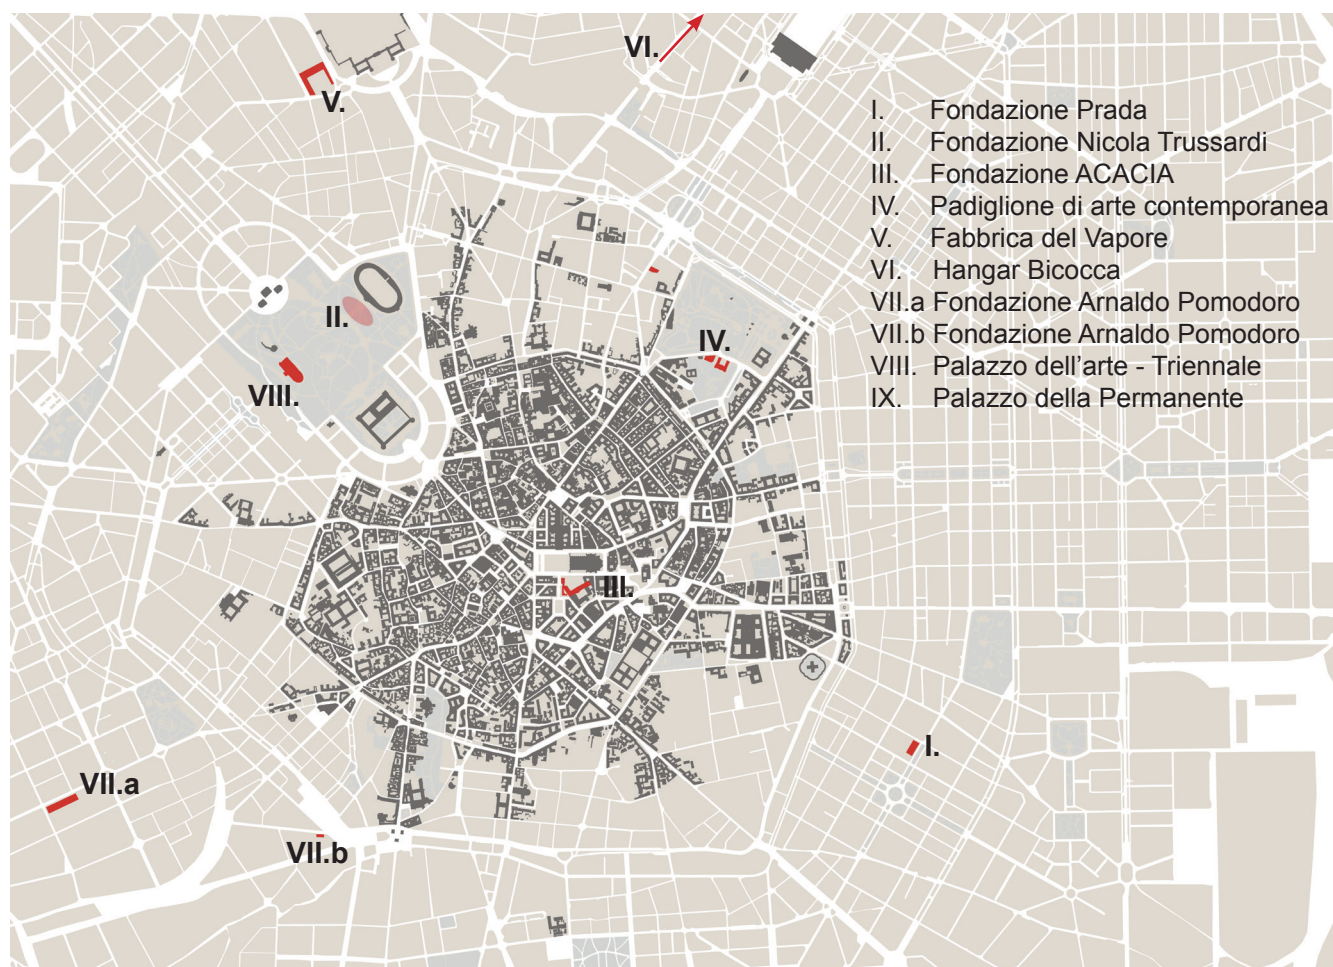 VI.
V.
I. Fondazione Prada
II. Fondazione Nicola Trussardi
III. Fondazione ACACIA
IV. Padiglione di arte contemporanea
V. Fabbrica del Vapore
VI. Hangar Bicocca
VII.a Fondazione Arnaldo Pomodoro
VII.b Fondazione Arnaldo Pomodoro
VIII. Palazzo dell'arte - Triennale
IX. Palazzo della Permanente
II.
IV.
VIII.
III.
I.
VII.a
VII.b